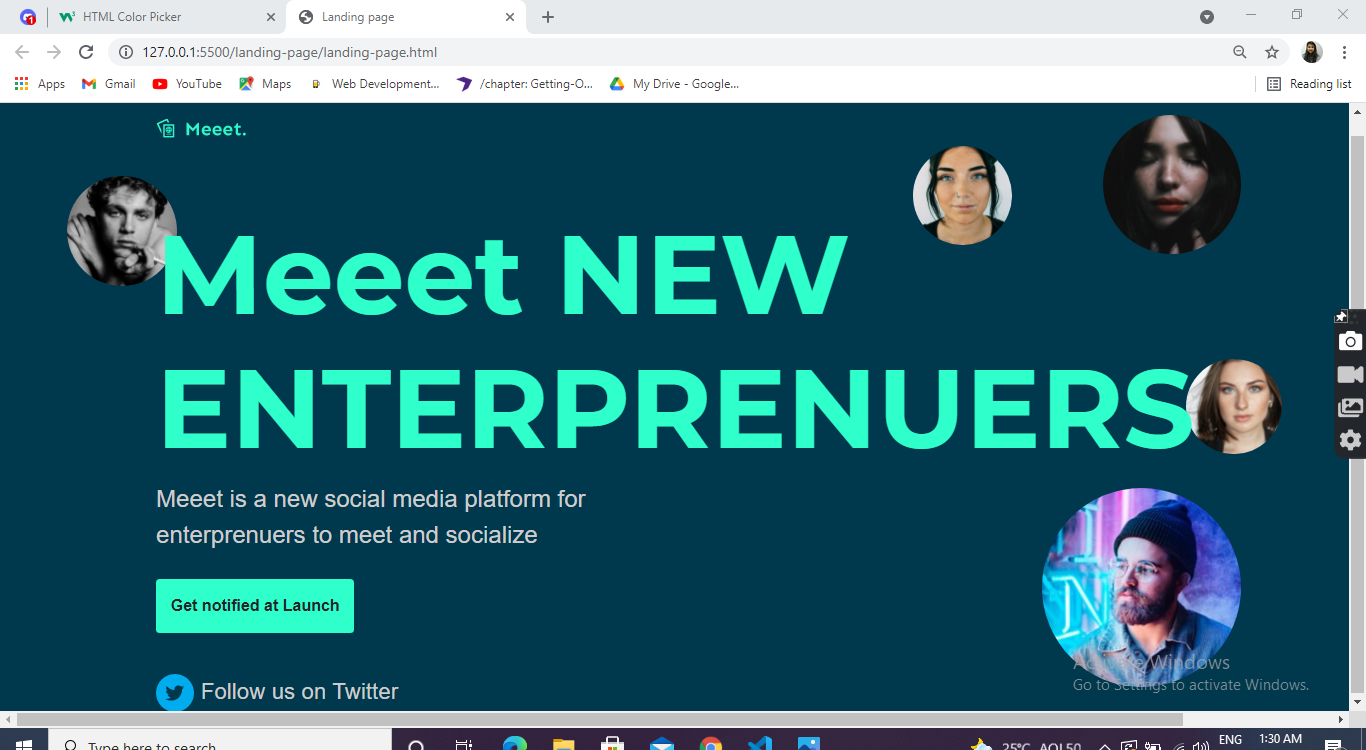 HTML Color Picker
Landing page
127.0.0.1:5500/landing-page/landing-page.html
Apps
Gmail
YouTube
Maps
Web Development...
/chapter: Getting-O...
My Drive - Google...
Reading list
Meeet.
Meeet NEW
ENTERPRENUERS
Meeet is a new social media platform for
enterprenuers to meet and socialize
Get notified at Launch
Follow us on Twitter
Activate Windows
Go to Settings to activate Windows.
Type here to search
25°C AQI 50
ENG
1:30 AM